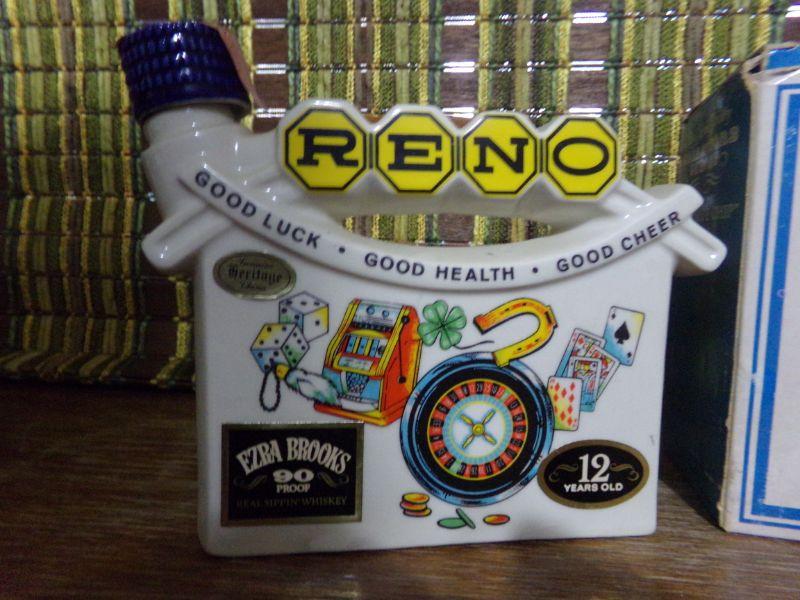 RENO
GOOD LUCK • GOOD HEALTH • GOOD CHEER
Heritage
EZRA BROOKS
90
PROOF
REAL SIPPIN' WHISKEY
12
YEARS OLD